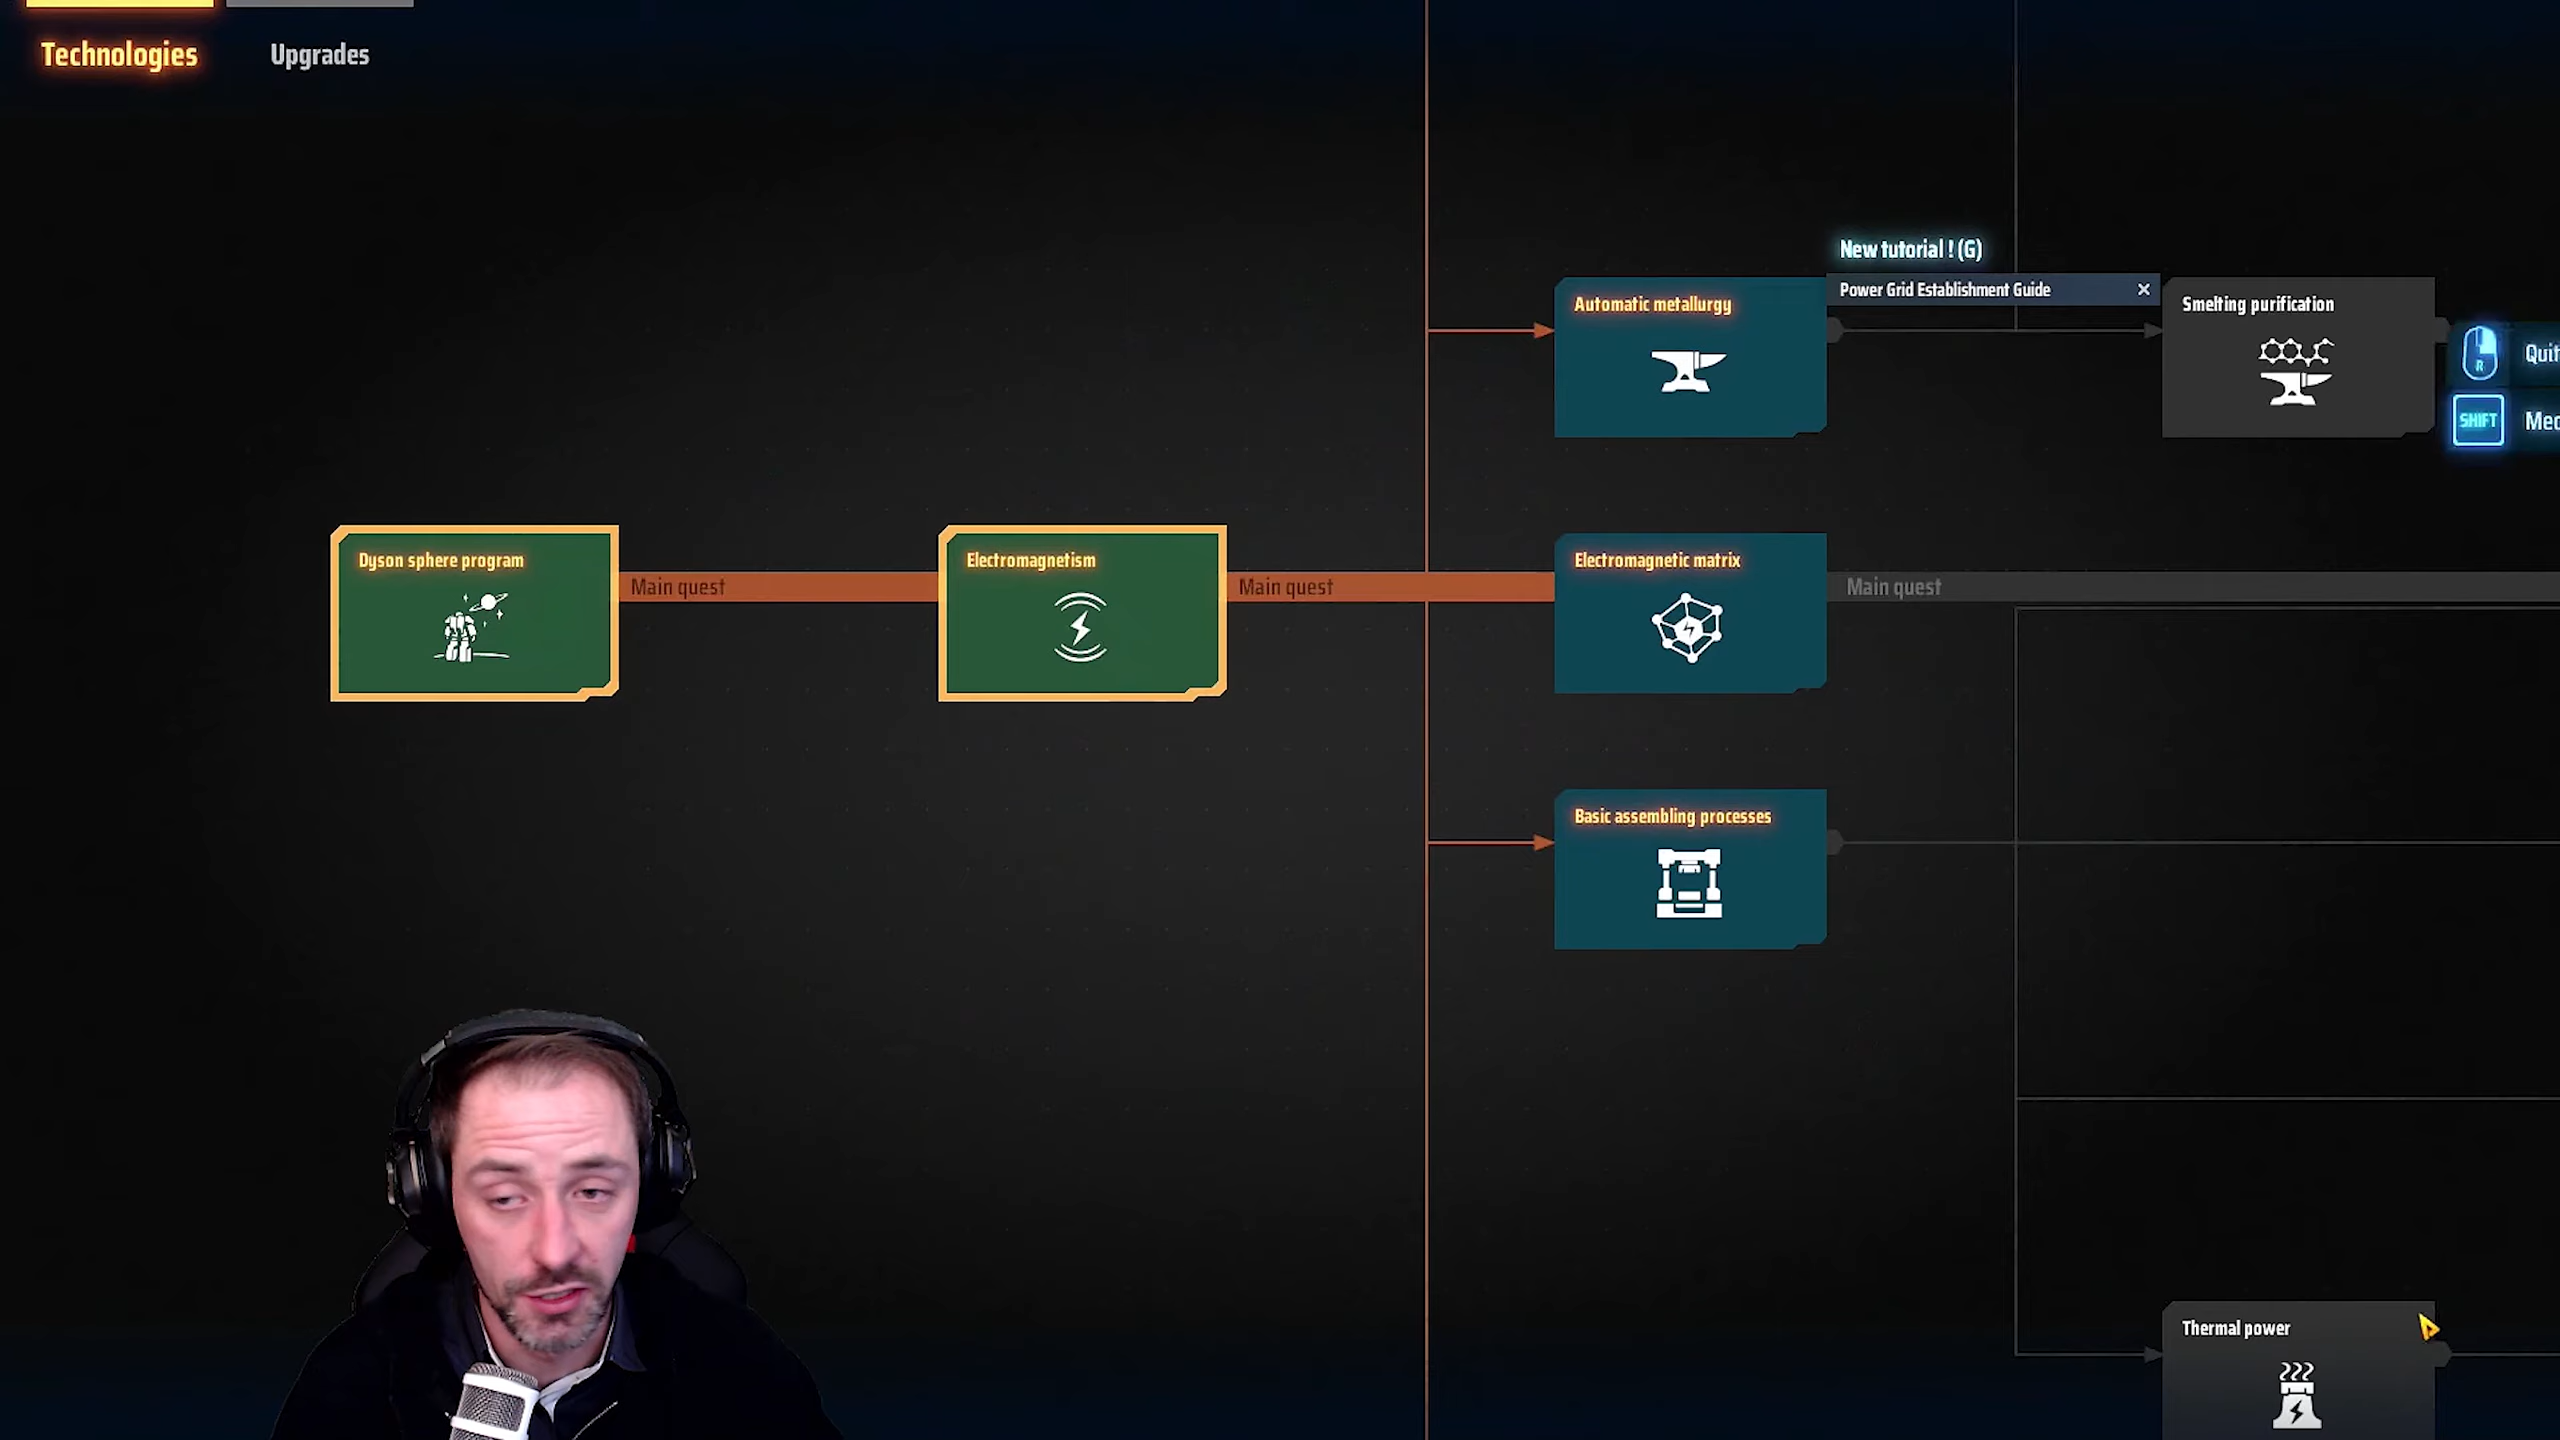 Technologies
Upgrades
New tutorial ! (G)
Power Grid Establishment Guide
Automatic metallurgy
Smelting purification
R
Quit
SHIFT
Dyson sphere program
Main quest
Electromagnetism
Main quest
Electromagnetic matrix
Main quest
Basic assembling processes
Thermal power